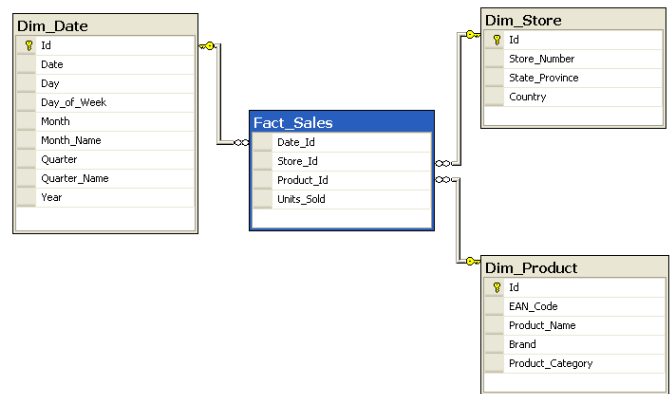 Dim_Date
Id
Date
Day
Day_of_Week
Month
Month_Name
Quarter
Quarter_Name
Year
Fact_Sales
Date_Id
Store_Id
Product_Id
Units_Sold
Dim_Store
Id
Store_Number
State_Province
Country
Dim_Product
Id
EAN_Code
Product_Name
Brand
Product_Category